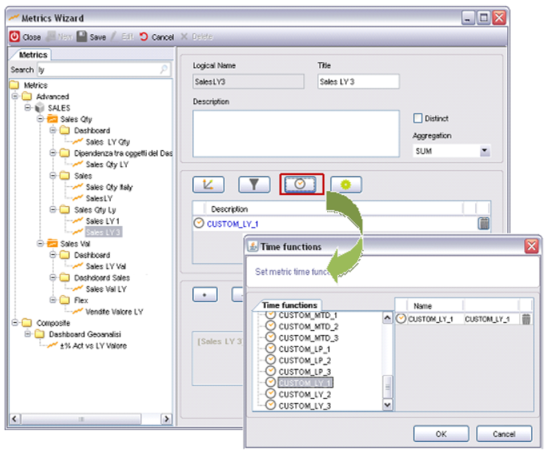 Metrics Wizard
Close New Save Edit Cancel Delete
Metrics
Search ly
Metrics
Advanced
SALES
Sales Qty
Dashboard
Sales LY Qty
Dipendenza tra oggetti del Das
Sales Qty LY
Sales
Sales Qty Italy
SalesLY
Sales Qty Ly
Sales LY 1
Sales LY 3
Sales Val
Dashboard
Sales LY Val
Dashdoard Sales
Sales Val LY
Flex
Vendite Valore LY
Composite
Dashboard Geoanalisi
±% Act vs LY Valore
Logical Name
Title
SalesLY3
Sales LY 3
Description
Distinct
Aggregation
SUM
Description
CUSTOM_LY_1
[Sales LY 3
Time functions
Set metric time func
Time functions
CUSTOM_MTD_1
CUSTOM_MTD_2
CUSTOM_MTD_3
CUSTOM_LP_1
CUSTOM_LP_2
CUSTOM_LP_3
CUSTOM_LY_1
CUSTOM_LY_2
CUSTOM_LY_3
Name
CUSTOM_LY_1 CUSTOM_LY_1
OK
Cancel